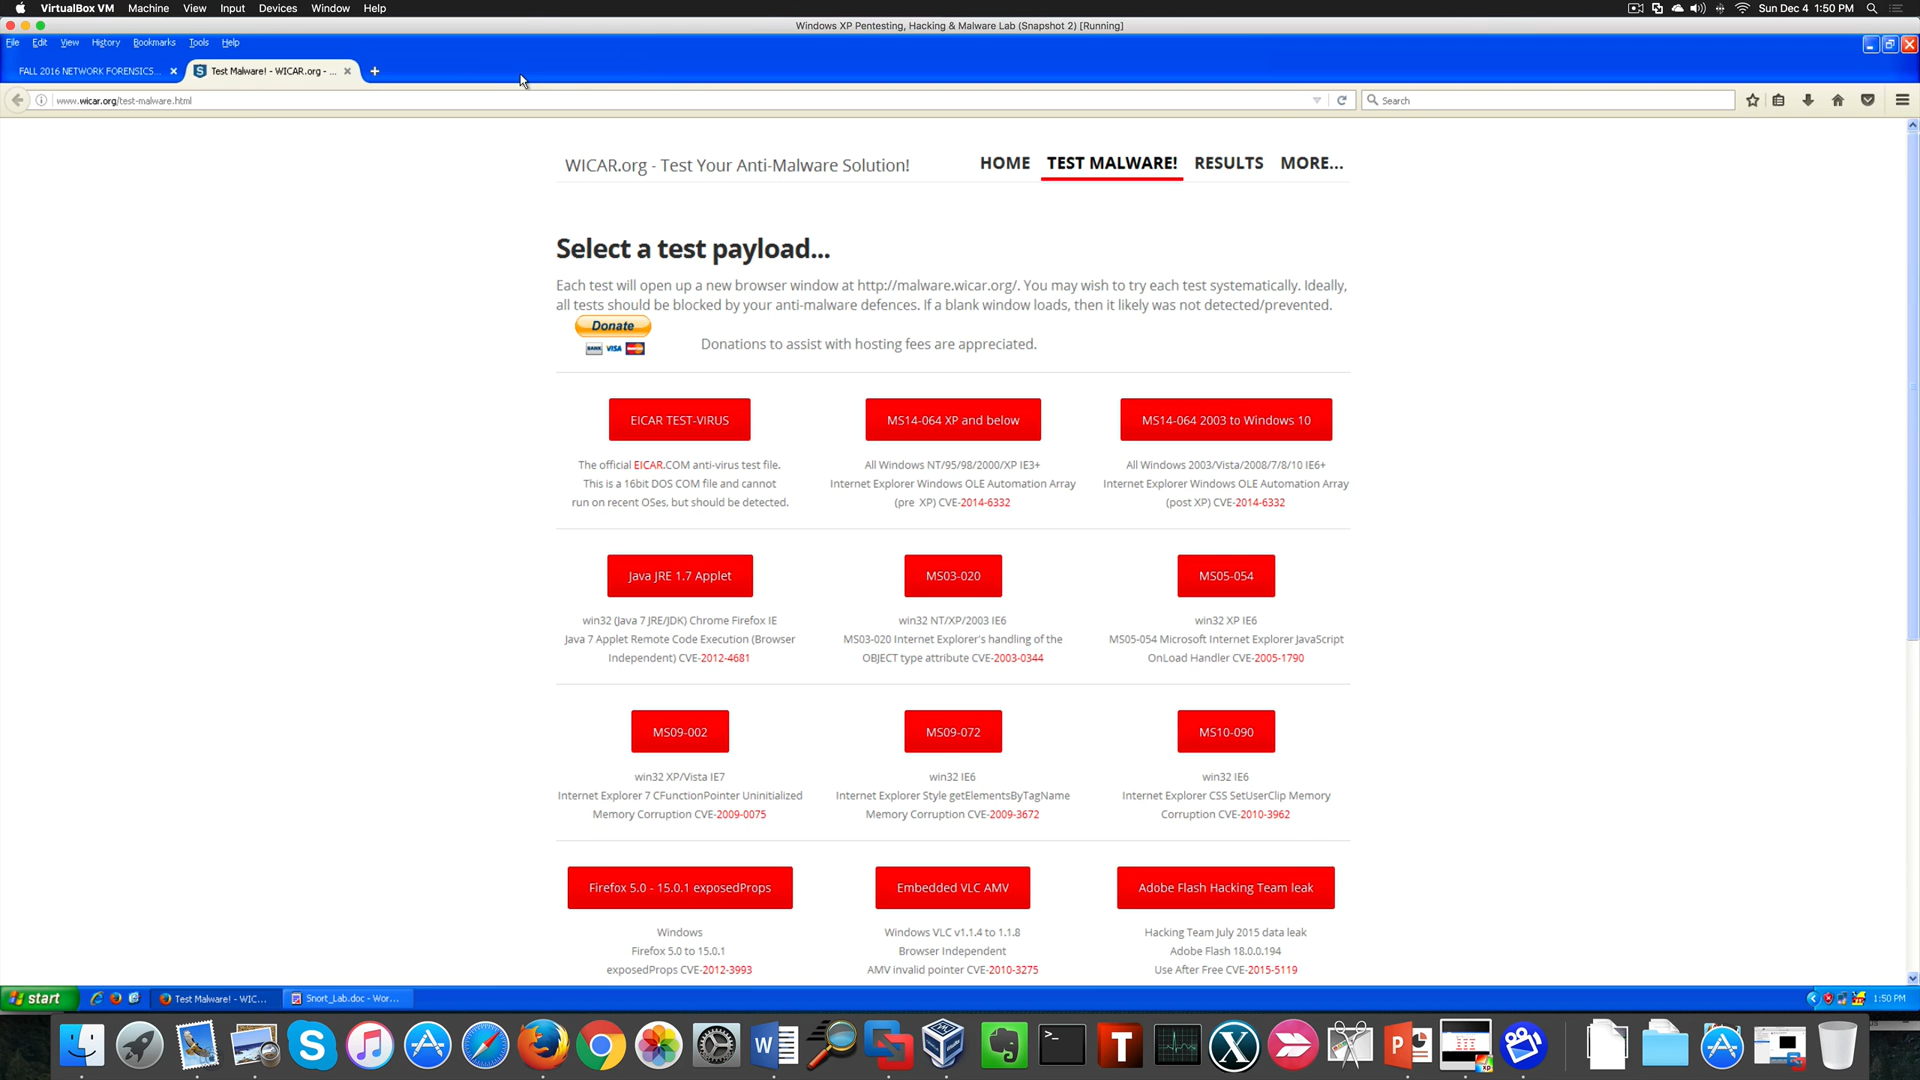 VirtualBox VM Machine View Input Devices Window Help
Sun Dec 4 1:50 PM
Windows XP Pentesting, Hacking & Malware Lab (Snapshot 2) [Running]
File Edit View History Bookmarks Tools Help
FALL 2016 NETWORK FORENSICS...
Test Malware! - WICAR.org - ...
www.wicar.org/test-malware.html
Search
WICAR.org - Test Your Anti-Malware Solution!
HOME TEST MALWARE! RESULTS MORE...
Select a test payload...
Each test will open up a new browser window at http://malware.wicar.org/. You may wish to try each test systematically. Ideally,
all tests should be blocked by your anti-malware defences. If a blank window loads, then it likely was not detected/prevented.
Donate
BANK VISA
Donations to assist with hosting fees are appreciated.
EICAR TEST-VIRUS
The official EICAR.COM anti-virus test file.
This is a 16bit DOS COM file and cannot
run on recent OSes, but should be detected.
MS14-064 XP and below
All Windows NT/95/98/2000/XP IE3+
Internet Explorer Windows OLE Automation Array
(pre XP) CVE-2014-6332
MS14-064 2003 to Windows 10
All Windows 2003/Vista/2008/7/8/10 IE6+
Internet Explorer Windows OLE Automation Array
(post XP) CVE-2014-6332
Java JRE 1.7 Applet
win32 (Java 7 JRE/JDK) Chrome Firefox IE
Java 7 Applet Remote Code Execution (Browser
Independent) CVE-2012-4681
MS03-020
win32 NT/XP/2003 IE6
MS03-020 Internet Explorer's handling of the
OBJECT type attribute CVE-2003-0344
MS05-054
win32 XP IE6
MS05-054 Microsoft Internet Explorer JavaScript
OnLoad Handler CVE-2005-1790
MS09-002
win32 XP/Vista IE7
Internet Explorer 7 CFunctionPointer Uninitialized
Memory Corruption CVE-2009-0075
MS09-072
win32 IE6
Internet Explorer Style getElementsByTagName
Memory Corruption CVE-2009-3672
MS10-090
win32 IE6
Internet Explorer CSS SetUserClip Memory
Corruption CVE-2010-3962
Firefox 5.0 - 15.0.1 exposedProps
Windows
Firefox 5.0 to 15.0.1
exposedProps CVE-2012-3993
Embedded VLC AMV
Windows VLC v1.1.4 to 1.1.8
Browser Independent
AMV invalid pointer CVE-2010-3275
Adobe Flash Hacking Team leak
Hacking Team July 2015 data leak
Adobe Flash 18.0.0.194
Use After Free CVE-2015-5119
start
Test Malware! - WIC...
Snort_Lab.doc - Wor...
1:50 PM